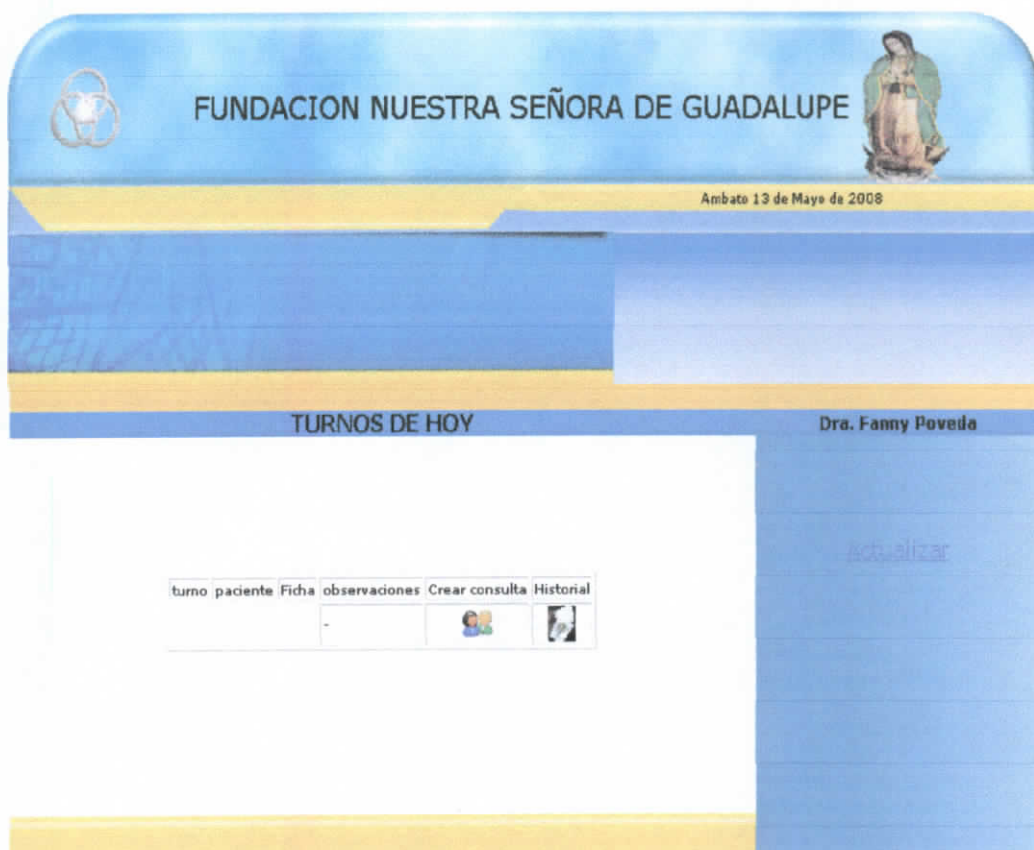 FUNDACION NUESTRA SEÑORA DE GUADALUPE
Ambato 13 de Mayo de 2008
TURNOS DE HOY
Dra. Fanny Poveda
Actualizar
turno paciente Ficha observaciones Crear consulta Historial
-